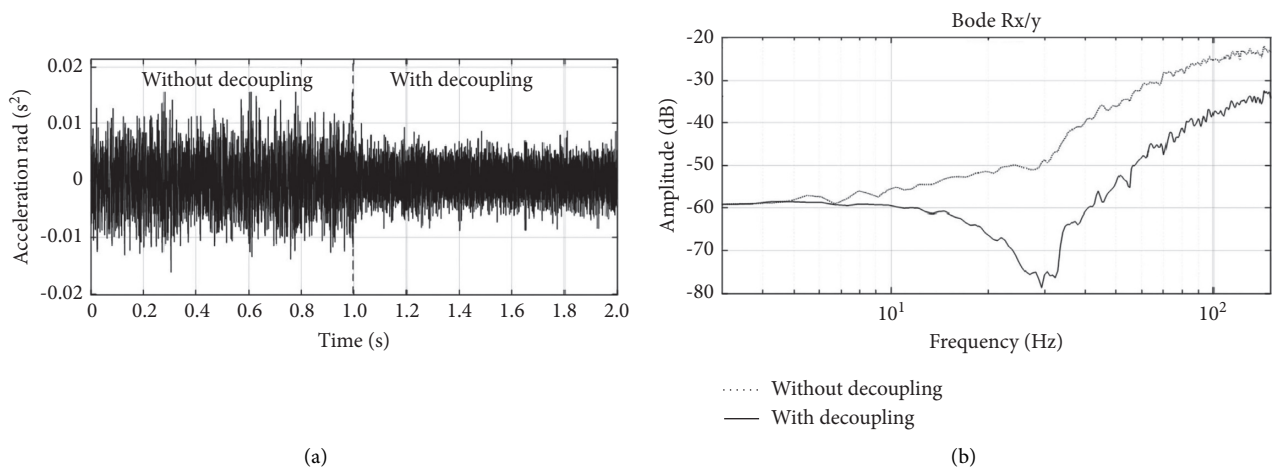 0.02
0.01
0
-0.01
-0.02
Acceleration rad (s²)
Without decoupling
With decoupling
0 0.2 0.4 0.6 0.8 1.0 1.2 1.4 1.6 1.8 2.0
Time (s)
(a)
Bode Rx/y
-20
-30
-40
-50
-60
-70
-80
Amplitude (dB)
10¹ 10²
Frequency (Hz)
Without decoupling
With decoupling
(b)